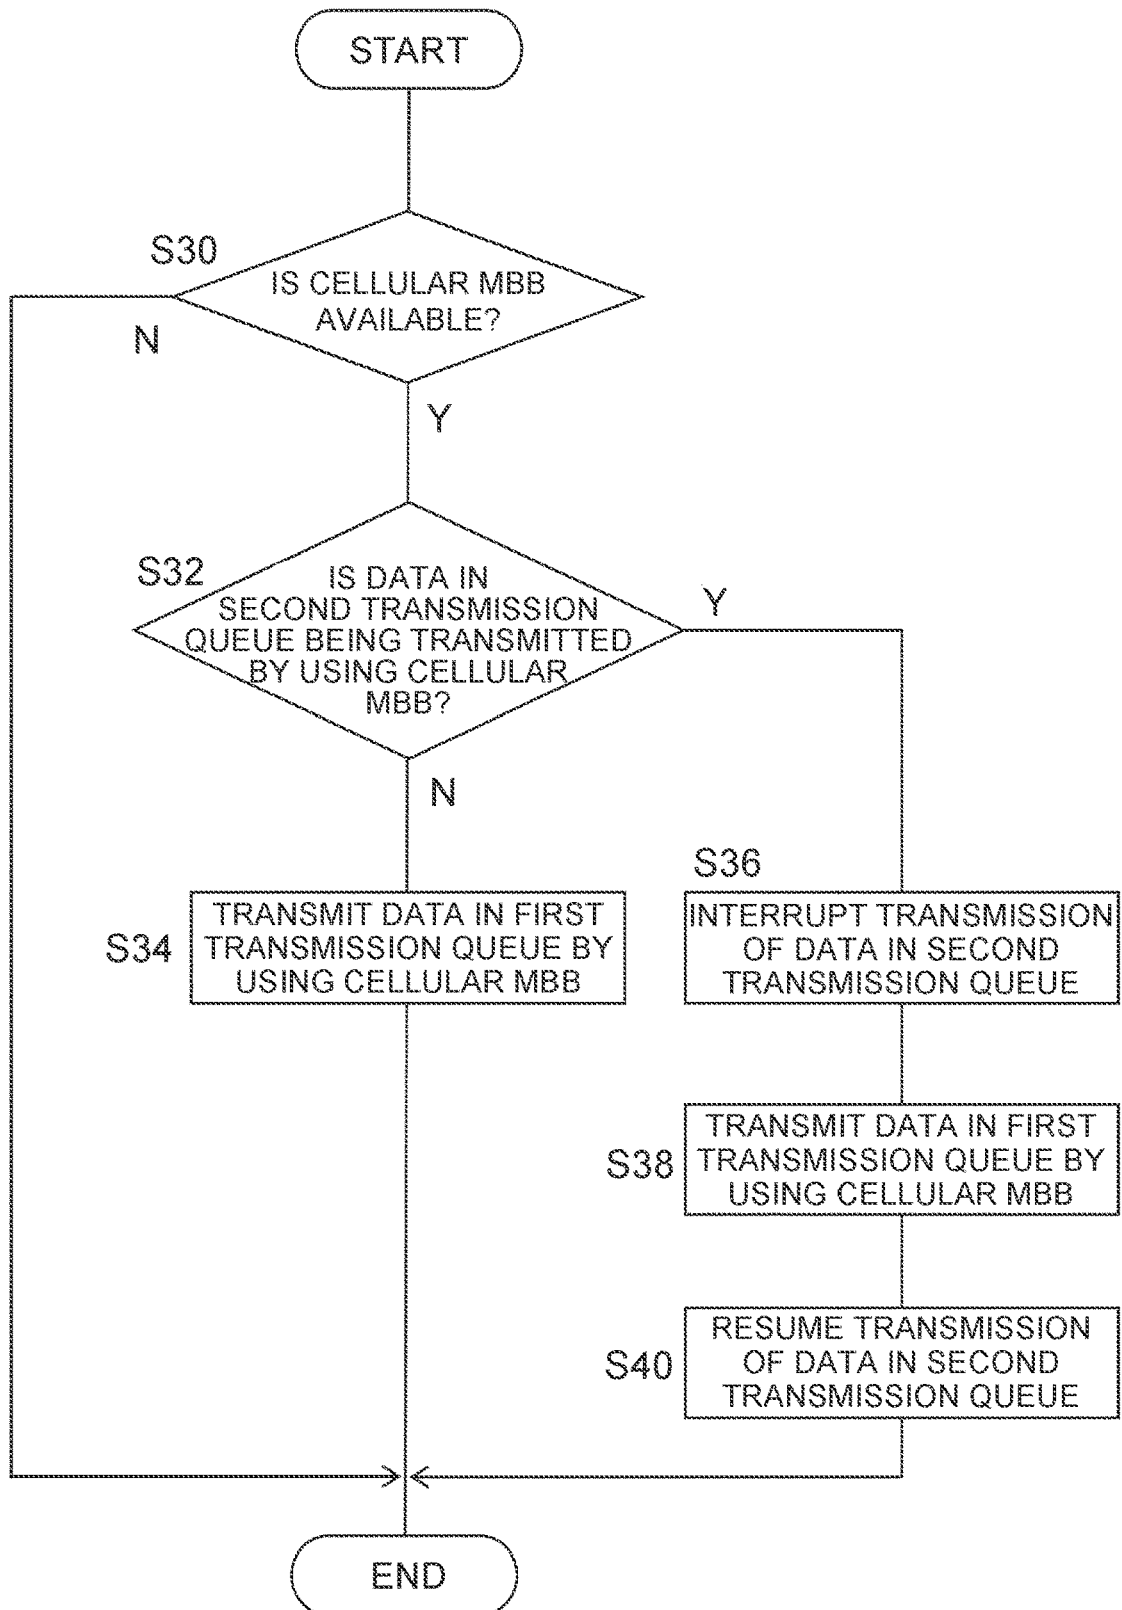 START
S30
IS CELLULAR MBB
AVAILABLE?
N
Y
S32
IS DATA IN
SECOND TRANSMISSION
QUEUE BEING TRANSMITTED
BY USING CELLULAR
MBB?
Y
N
S34
TRANSMIT DATA IN FIRST
TRANSMISSION QUEUE BY
USING CELLULAR MBB
S36
INTERRUPT TRANSMISSION
OF DATA IN SECOND
TRANSMISSION QUEUE
S38
TRANSMIT DATA IN FIRST
TRANSMISSION QUEUE BY
USING CELLULAR MBB
S40
RESUME TRANSMISSION
OF DATA IN SECOND
TRANSMISSION QUEUE
END